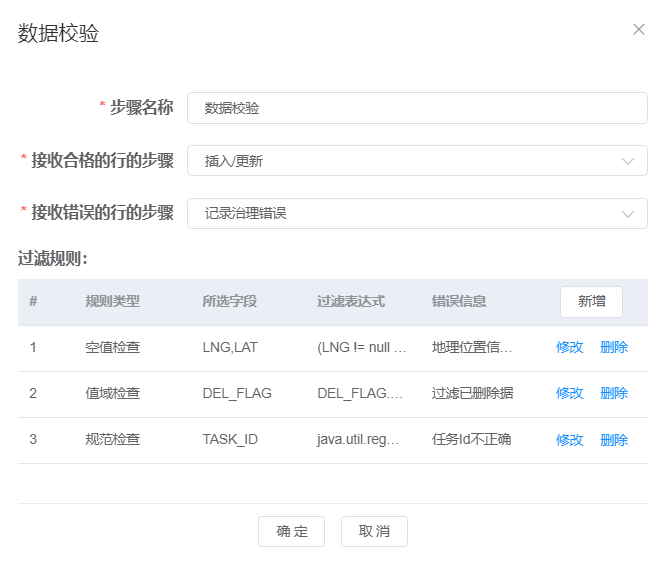 数据校验
* 步骤名称 数据校验
* 接收合格的行的步骤 插入/更新
* 接收错误的行的步骤 记录治理错误
过滤规则：
# 规则类型 所选字段 过滤表达式 错误信息 新增
1 空值检查 LNG,LAT (LNG != null ... 地理位置信... 修改 删除
2 值域检查 DEL_FLAG DEL_FLAG.... 过滤已删除据 修改 删除
3 规范检查 TASK_ID java.util.reg... 任务Id不正确 修改 删除
确 定 取 消